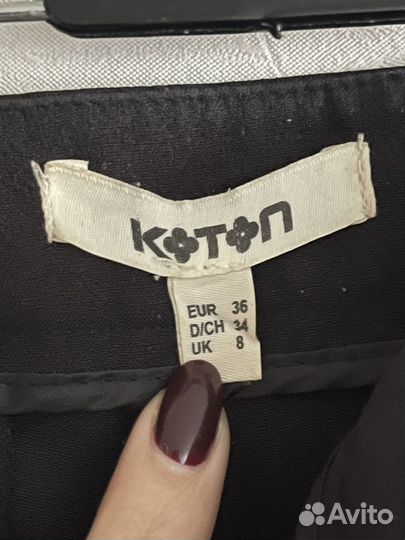 KOTON
EUR 36
D/CH 34
UK 8
Avito